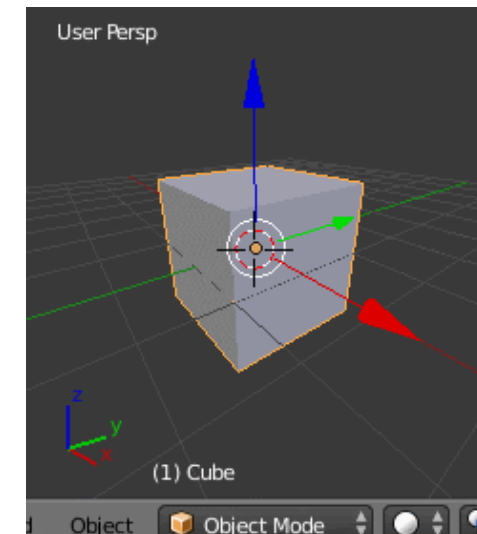 User Persp
z
y
x
(1) Cube
Object Object Mode